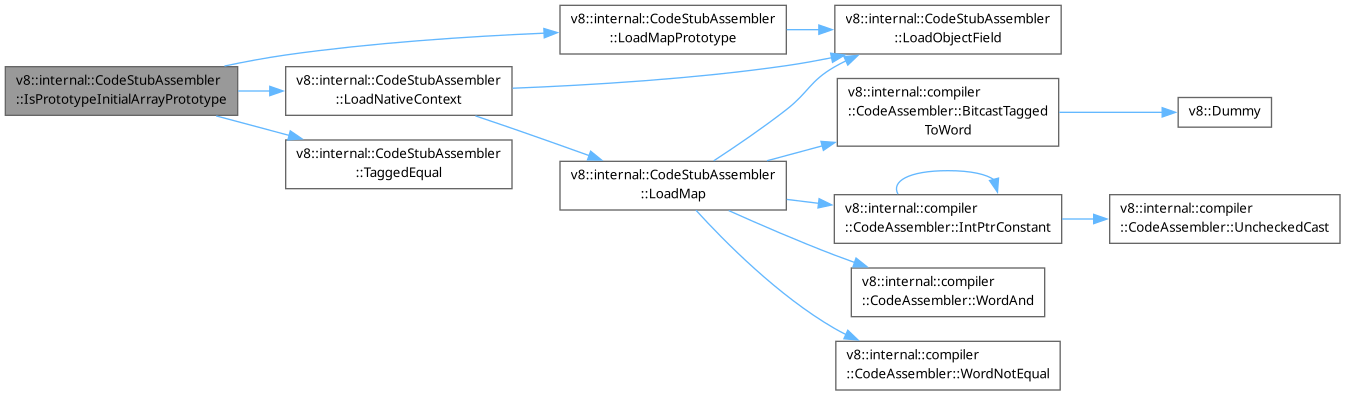 v8::internal::CodeStubAssembler
::IsPrototypeInitialArrayPrototype
v8::internal::CodeStubAssembler
::LoadMapPrototype
v8::internal::CodeStubAssembler
::LoadObjectField
v8::internal::CodeStubAssembler
::LoadNativeContext
v8::internal::CodeStubAssembler
::TaggedEqual
v8::internal::CodeStubAssembler
::LoadMap
v8::internal::compiler
::CodeAssembler::BitcastTagged
ToWord
v8::Dummy
v8::internal::compiler
::CodeAssembler::IntPtrConstant
v8::internal::compiler
::CodeAssembler::UncheckedCast
v8::internal::compiler
::CodeAssembler::WordAnd
v8::internal::compiler
::CodeAssembler::WordNotEqual